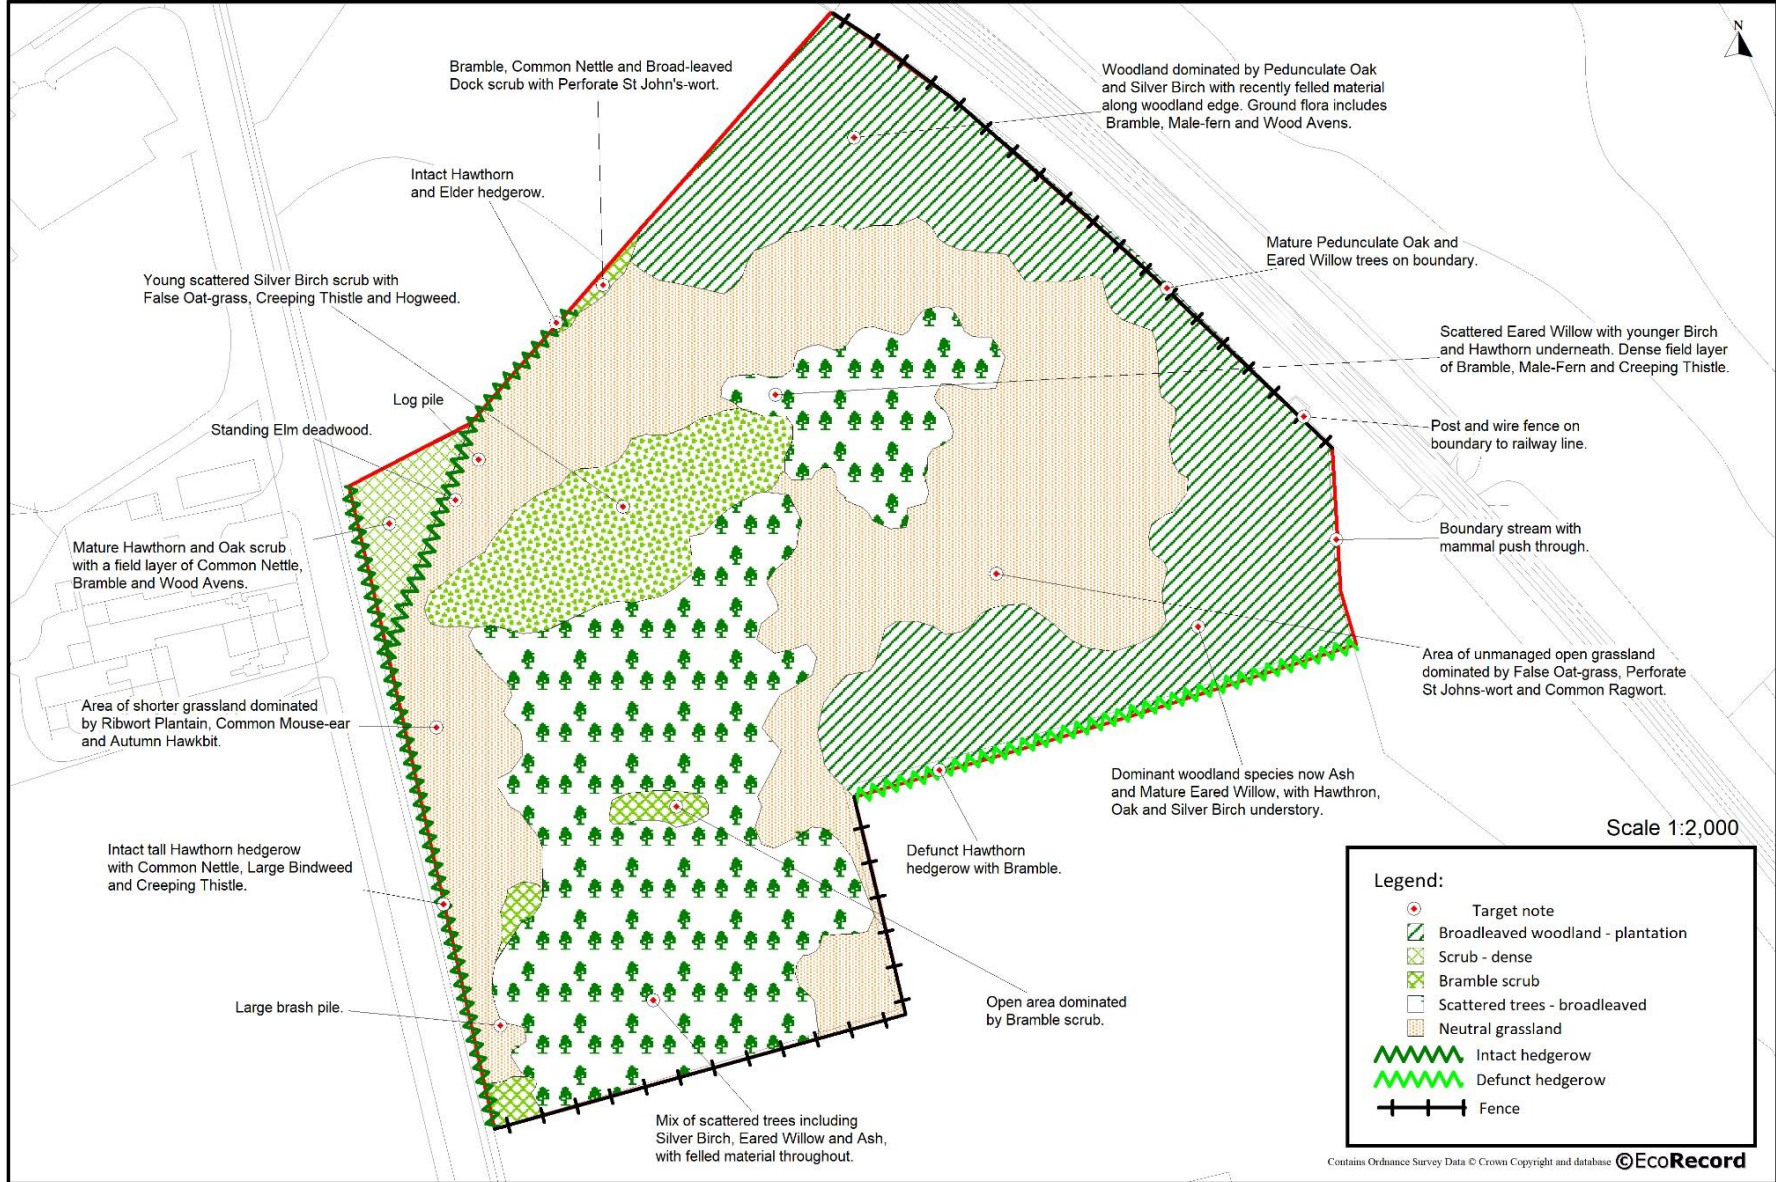 N
Bramble, Common Nettle and Broad-leaved
Dock scrub with Perforate St John's-wort.
Woodland dominated by Pedunculate Oak
and Silver Birch with recently felled material
along woodland edge. Ground flora includes
Bramble, Male-fern and Wood Avens.
Intact Hawthorn
and Elder hedgerow.
Mature Pedunculate Oak and
Eared Willow trees on boundary.
Young scattered Silver Birch scrub with
False Oat-grass, Creeping Thistle and Hogweed.
Scattered Eared Willow with younger Birch
and Hawthorn underneath. Dense field layer
of Bramble, Male-Fern and Creeping Thistle.
Log pile
Standing Elm deadwood.
Post and wire fence on
boundary to railway line.
Boundary stream with
mammal push through.
Mature Hawthorn and Oak scrub
with a field layer of Common Nettle,
Bramble and Wood Avens.
Area of unmanaged open grassland
dominated by False Oat-grass, Perforate
St Johns-wort and Common Ragwort.
Area of shorter grassland dominated
by Ribwort Plantain, Common Mouse-ear
and Autumn Hawkbit.
Dominant woodland species now Ash
and Mature Eared Willow, with Hawthron,
Oak and Silver Birch understory.
Intact tall Hawthorn hedgerow
with Common Nettle, Large Bindweed
and Creeping Thistle.
Defunct Hawthorn
hedgerow with Bramble.
Large brash pile.
Open area dominated
by Bramble scrub.
Mix of scattered trees including
Silver Birch, Eared Willow and Ash,
with felled material throughout.
Scale 1:2,000
Legend:
Target note
Broadleaved woodland - plantation
Scrub - dense
Bramble scrub
Scattered trees - broadleaved
Neutral grassland
Intact hedgerow
Defunct hedgerow
Fence
Contains Ordnance Survey Data © Crown Copyright and database ©EcoRecord